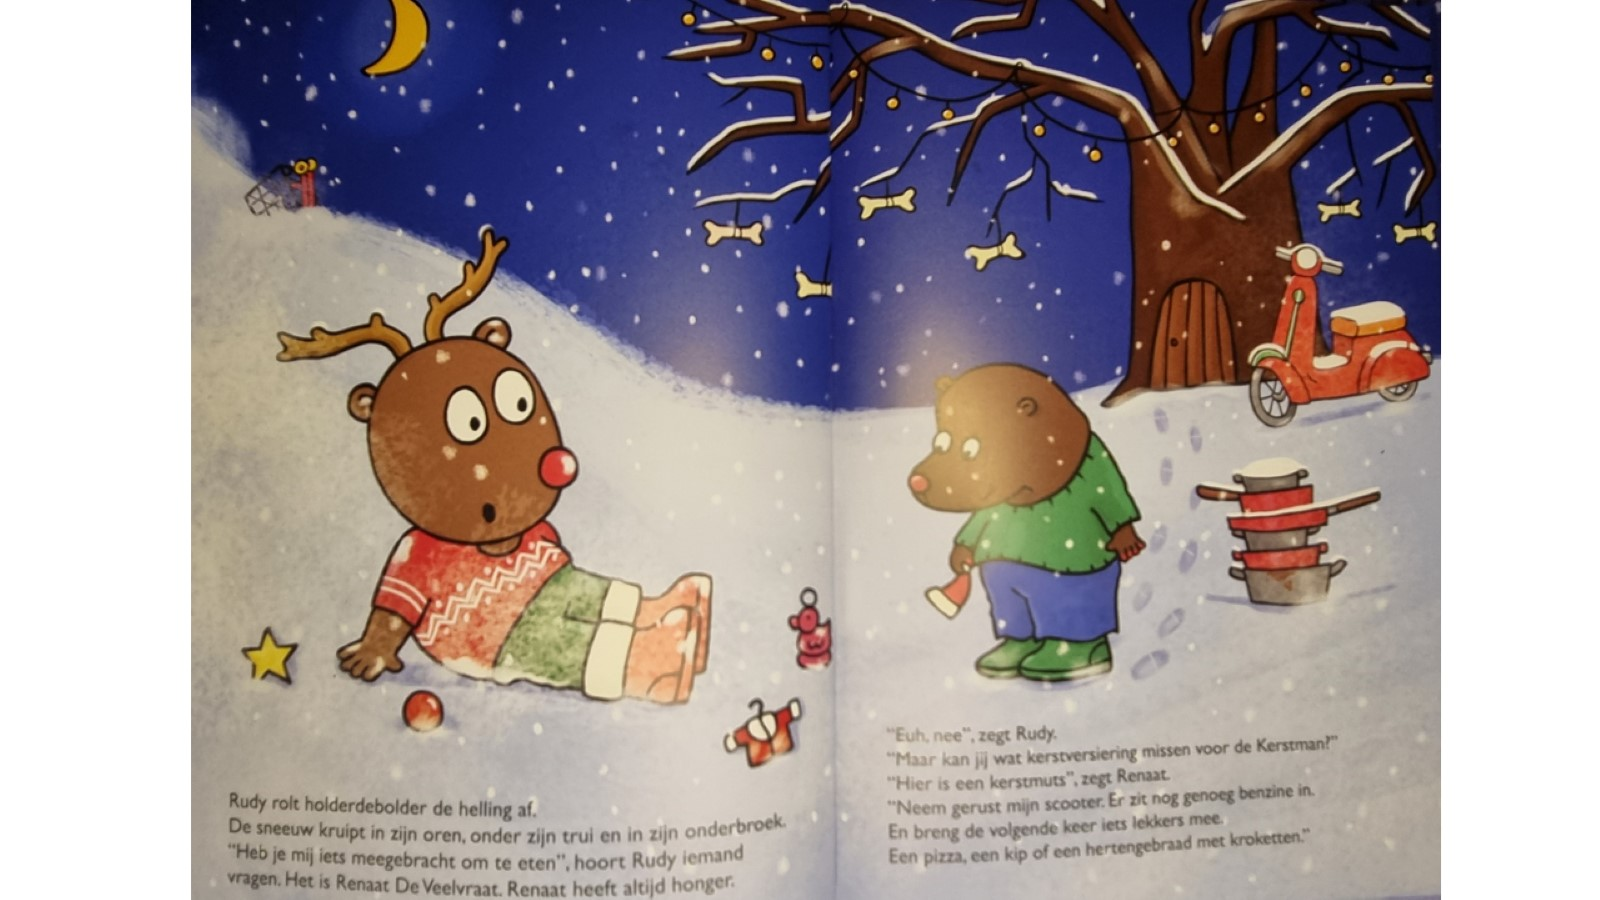 Rudy rolt holderdebolder de helling af.
De sneeuw kruipt in zijn oren, onder zijn trui en in zijn onderbroek.
“Heb je mij iets meegebracht om te eten”, hoort Rudy iemand
vragen. Het is Renaat De Veelvraat. Renaat heeft altijd honger.
“Euh, nee”, zegt Rudy.
“Maar kan jij wat kerstversiering missen voor de Kerstman?”
“Hier is een kerstmuts”, zegt Renaat.
“Neem gerust mijn scooter. Er zit nog genoeg benzine in.
En breng de volgende keer iets lekkers mee.
Een pizza, een kip of een hertengebraad met kroketten.”